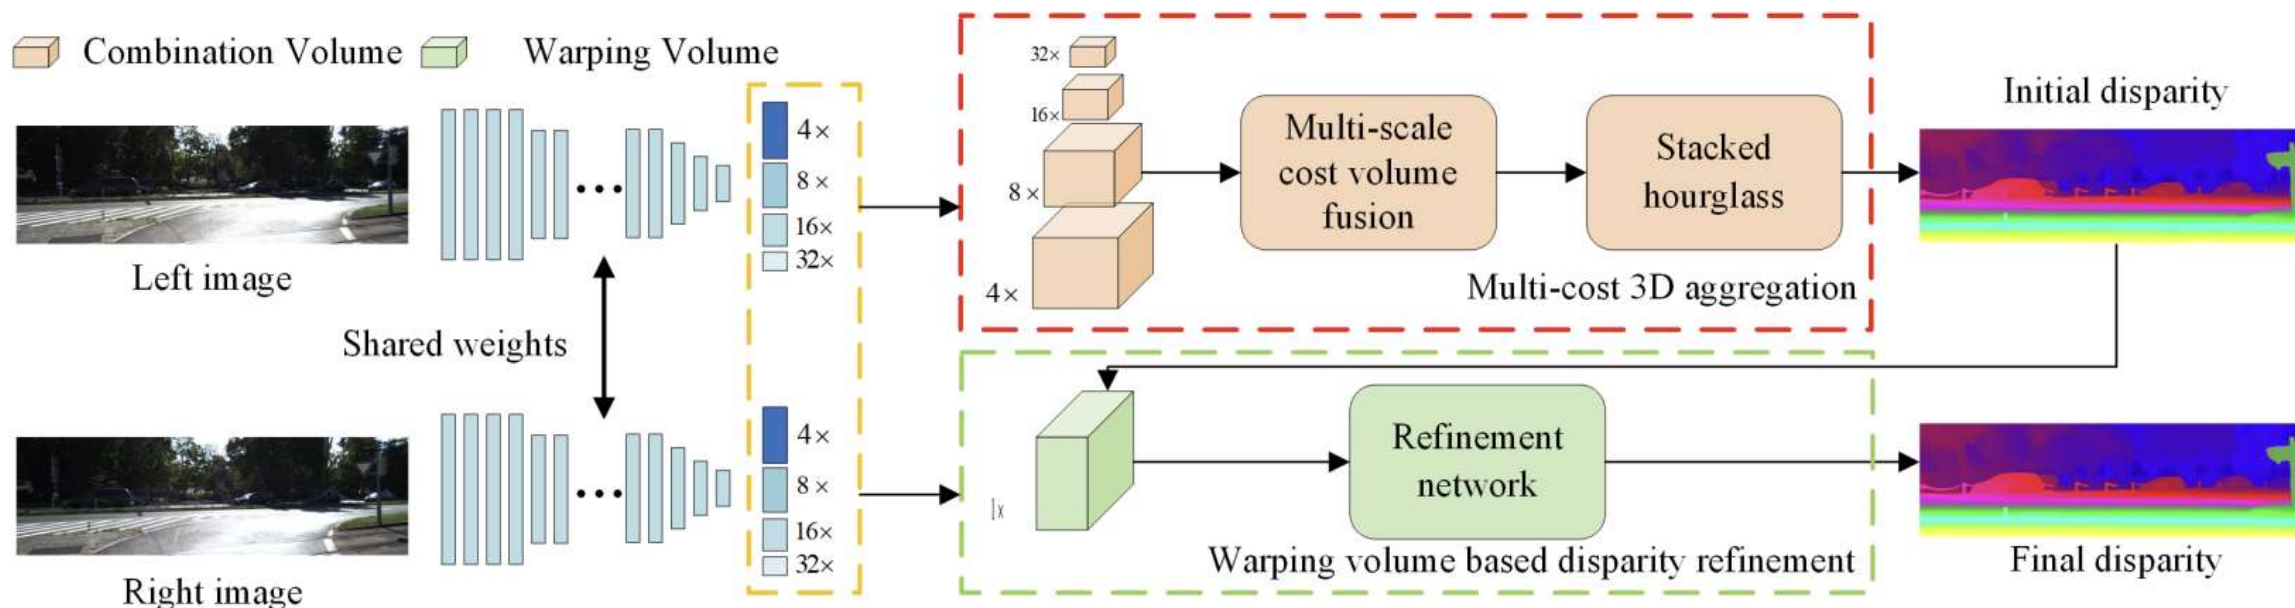 Combination Volume
Warping Volume
Left image
Shared weights
Right image
4×
8×
16×
32×
4×
8×
16×
32×
32×
16×
8×
4×
Multi-scale
cost volume
fusion
Stacked
hourglass
Multi-cost 3D aggregation
Initial disparity
1×
Refinement
network
Warping volume based disparity refinement
Final disparity